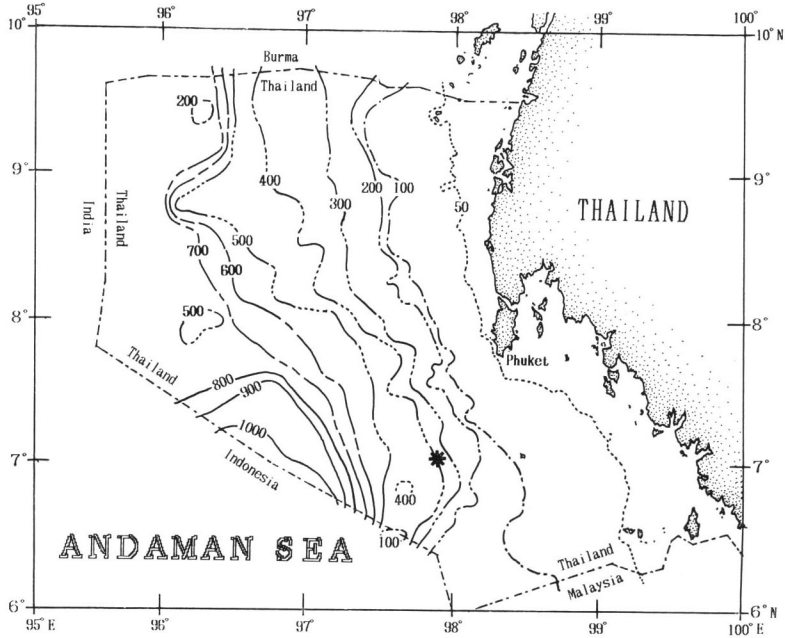 95° 96° 97° 98° 99° 100°
10° 10°N
Burma
Thailand
200
9° 9°
400 300 200 100 50
Thailand
India
THAILAND
700 500
600
500
8° 8°
Phuket
Thailand
800
900
1000
7° 7°
Indonesia
400
100
ANDAMAN SEA
Thailand
Malaysia
6° 6°N
95°E 96° 97° 98° 99° 100°E